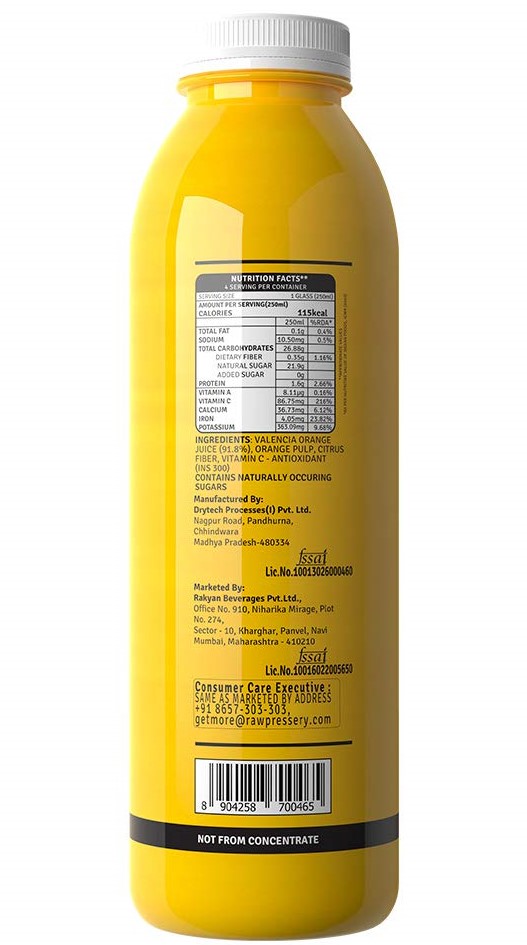 NUTRITION FACTS**
4 SERVING PER CONTAINER
SERVING SIZE 1 GLASS (250ml)
AMOUNT PER SERVING(250ml)
CALORIES 115kcal
250ml %RDA*
TOTAL FAT 0.1g 0.4%
SODIUM 10.50mg 0.5%
TOTAL CARBOHYDRATES 26.88g
DIETARY FIBER 0.35g 1.16%
NATURAL SUGAR 21.9g
ADDED SUGAR 0g
PROTEIN 1.6g 2.66%
VITAMIN A 8.11µg 0.16%
VITAMIN C 86.75mg 216%
CALCIUM 36.73mg 6.12%
IRON 4.05mg 23.82%
POTASSIUM 363.09mg 9.68%
INGREDIENTS: VALENCIA ORANGE
JUICE (91.8%), ORANGE PULP, CITRUS
FIBER, VITAMIN C - ANTIOXIDANT
(INS 300)
CONTAINS NATURALLY OCCURING
SUGARS
Manufactured By:
Drytech Processes(I) Pvt. Ltd.
Nagpur Road, Pandhurna,
Chhindwara
Madhya Pradesh-480334
fssai
Lic.No.10013026000460
Marketed By:
Rakyan Beverages Pvt.Ltd.,
Office No. 910, Niharika Mirage, Plot
No. 274,
Sector - 10, Kharghar, Panvel, Navi
Mumbai, Maharashtra - 410210
fssai
Lic.No.10016022005650
Consumer Care Executive :
SAME AS MARKETED BY ADDRESS
+91 8657-303-303,
getmore@rawpressery.com
8 904258 700465
NOT FROM CONCENTRATE